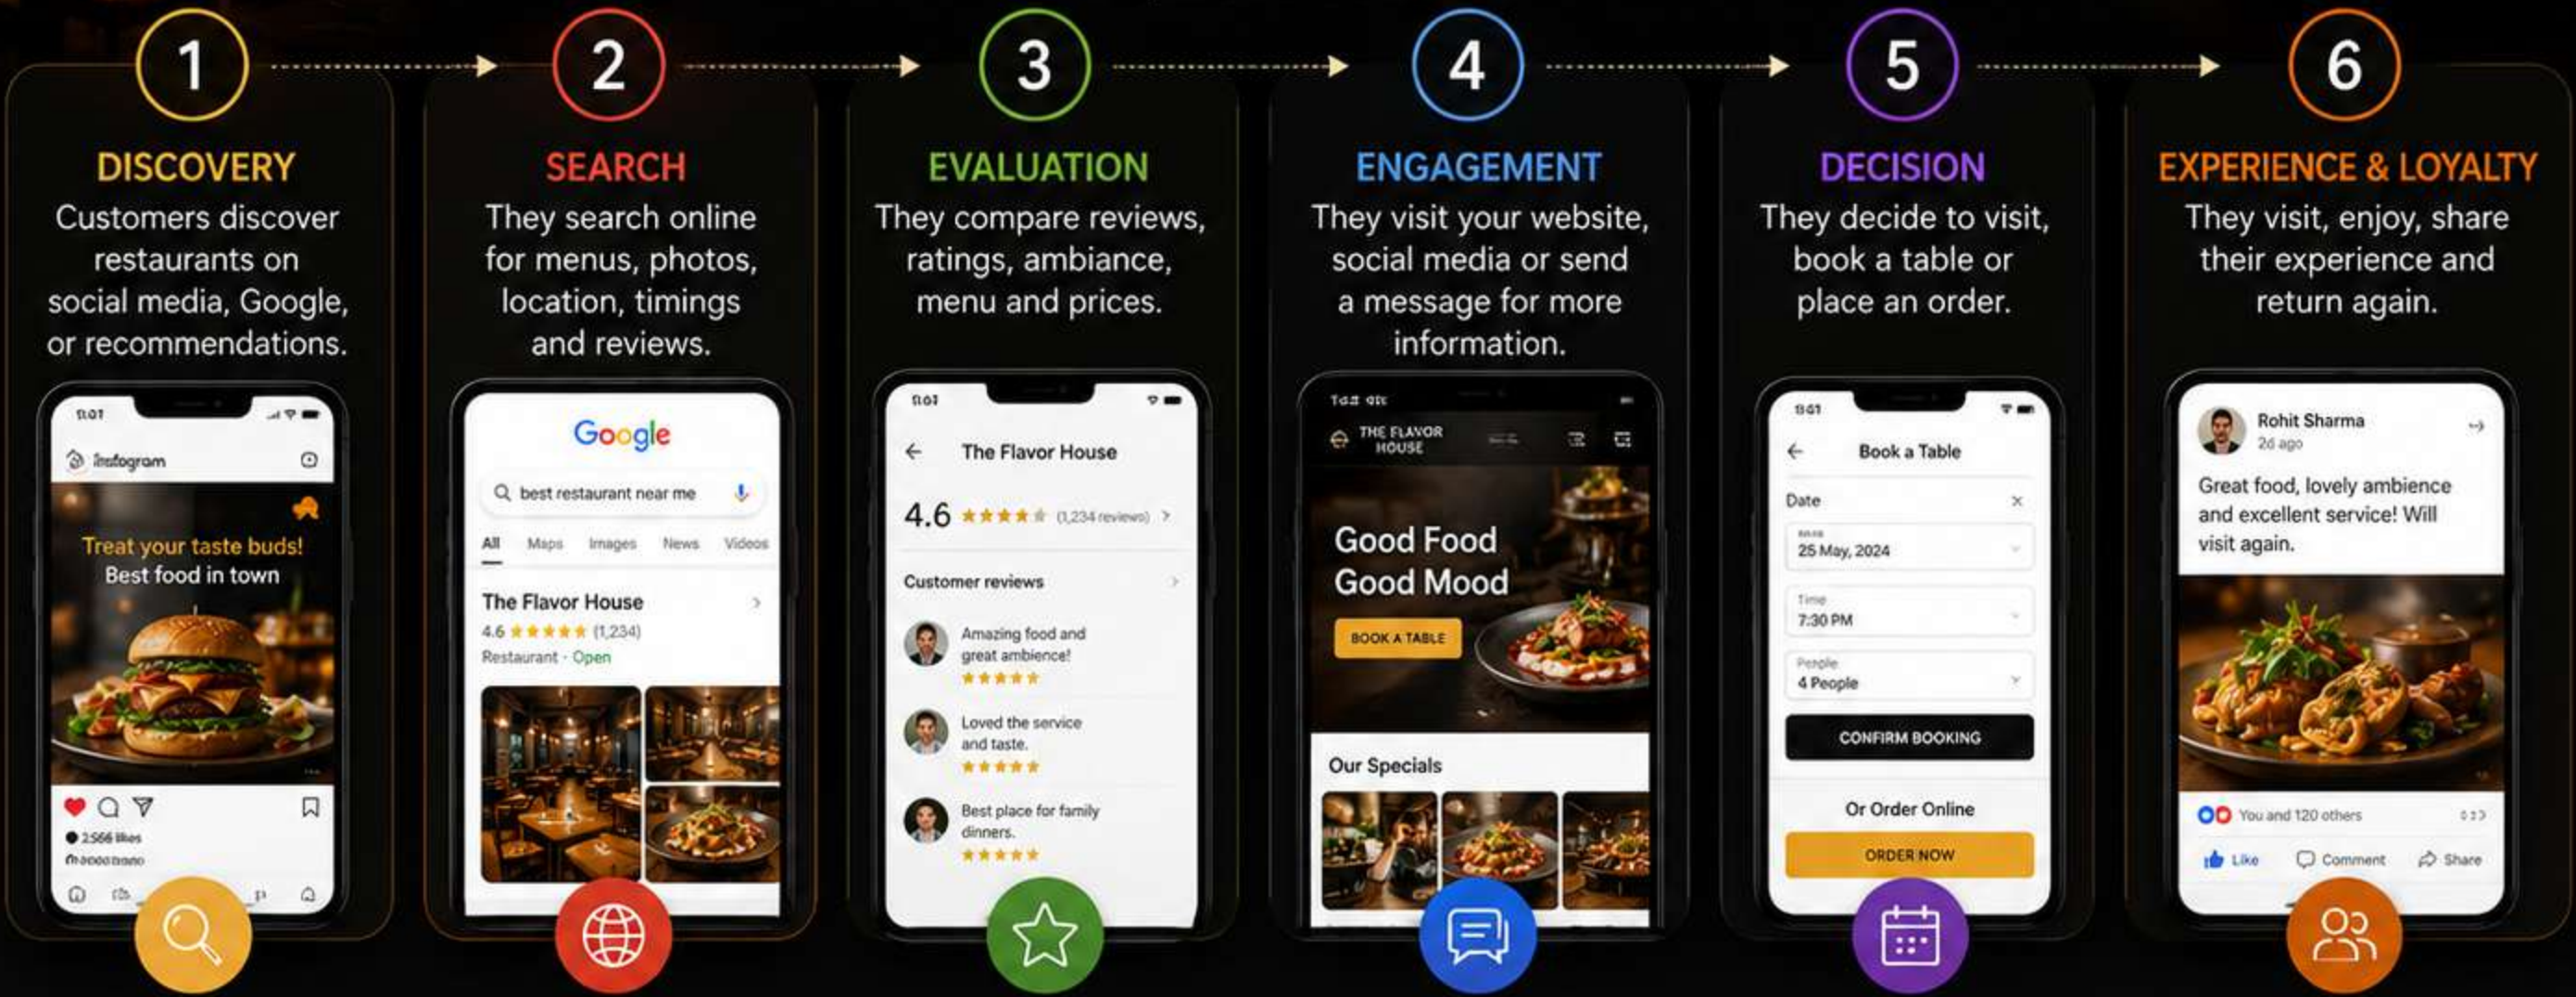 1
DISCOVERY
Customers discover
restaurants on
social media, Google,
or recommendations.
Instogram
Treat your taste buds!
Best food in town
2,566 likes
2
SEARCH
They search online
for menus, photos,
location, timings
and reviews.
Google
best restaurant near me
All Maps Images News Videos
The Flavor House
4.6 (1,234)
Restaurant - Open
3
EVALUATION
They compare reviews,
ratings, ambiance,
menu and prices.
The Flavor House
4.6 (1,234 reviews)
Customer reviews
Amazing food and
great ambience!
Loved the service
and taste.
Best place for family
dinners.
4
ENGAGEMENT
They visit your website,
social media or send
a message for more
information.
THE FLAVOR
HOUSE
Good Food
Good Mood
BOOK A TABLE
Our Specials
5
DECISION
They decide to visit,
book a table or
place an order.
Book a Table
Date
25 May, 2024
Time
7:30 PM
People
4 People
CONFIRM BOOKING
Or Order Online
ORDER NOW
6
EXPERIENCE & LOYALTY
They visit, enjoy, share
their experience and
return again.
Rohit Sharma
2d ago
Great food, lovely ambience
and excellent service! Will
visit again.
You and 120 others
Like Comment Share